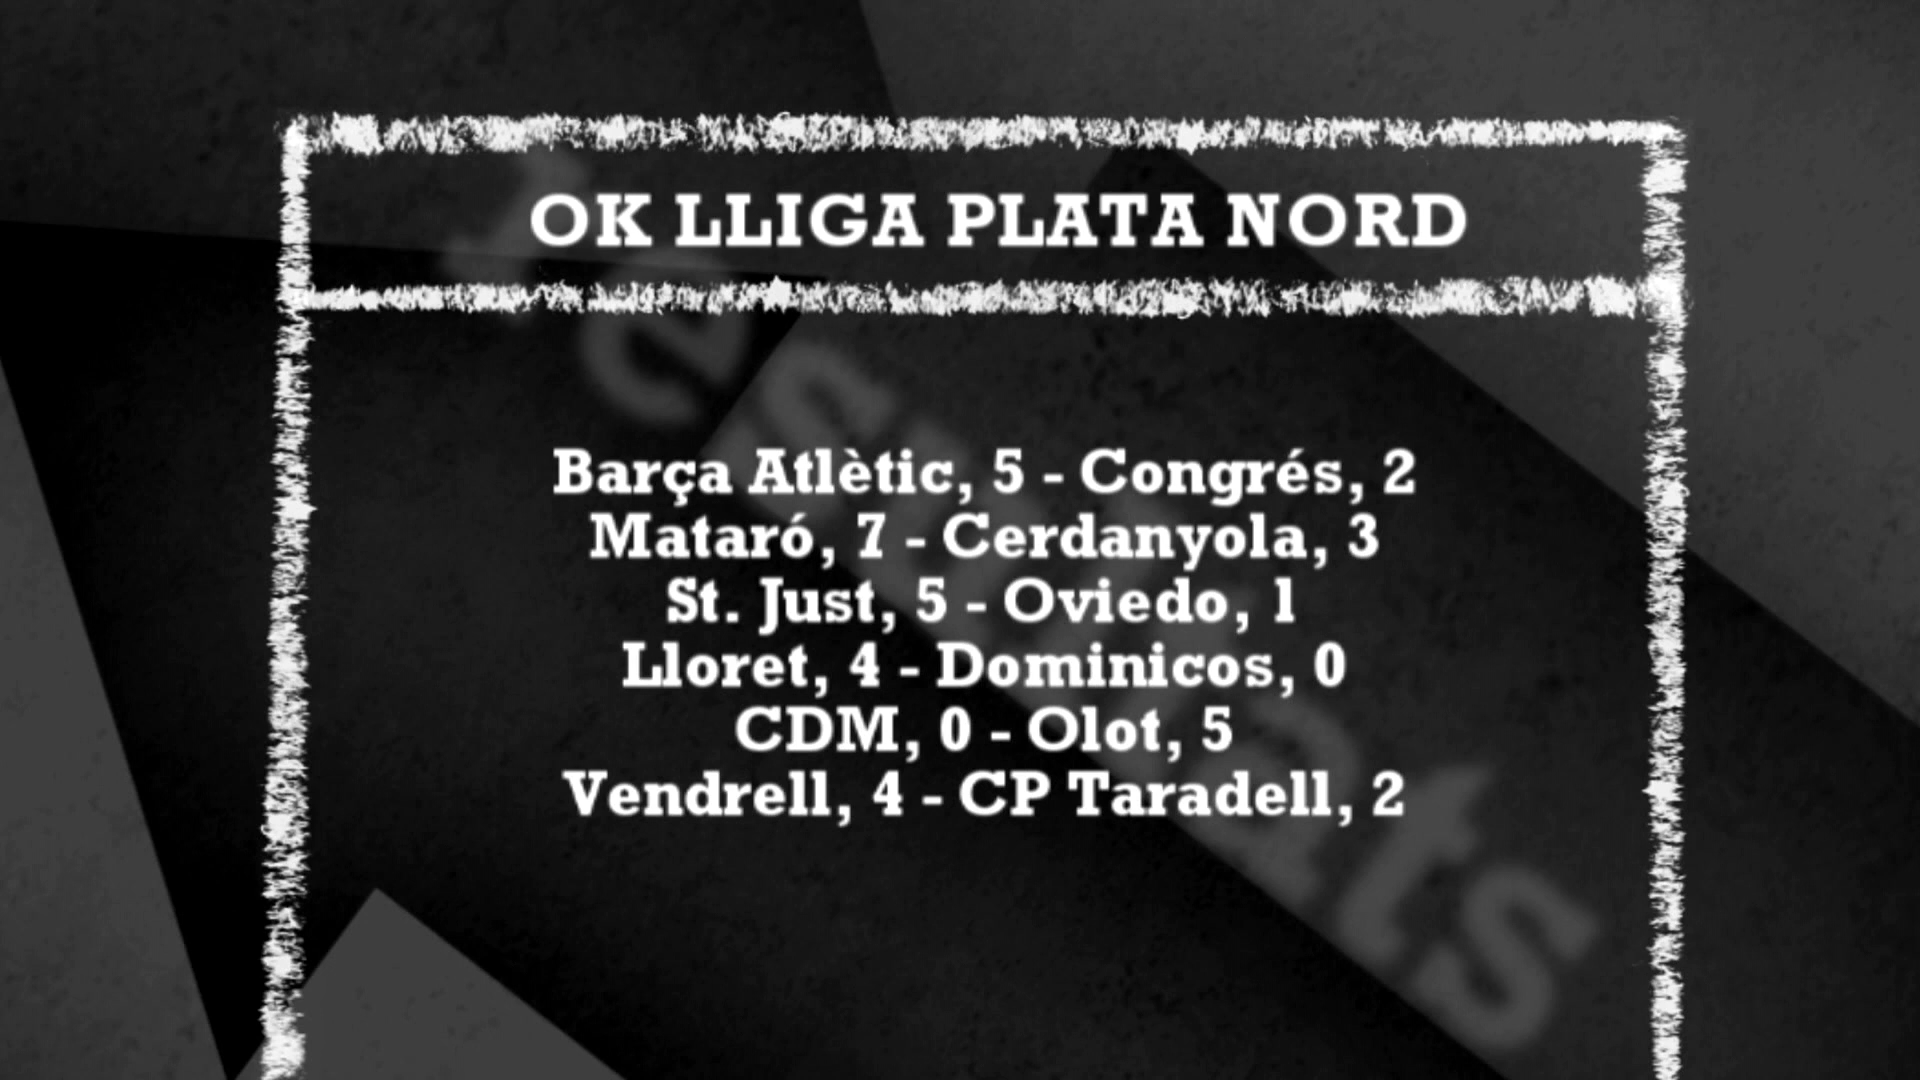 OK LLIGA PLATA NORD
Barça Atlètic, 5 - Congrés, 2
Mataró, 7 - Cerdanyola, 3
St. Just, 5 - Oviedo, 1
Lloret, 4 - Dominicos, 0
CDM, 0 - Olot, 5
Vendrell, 4 - CP Taradell, 2